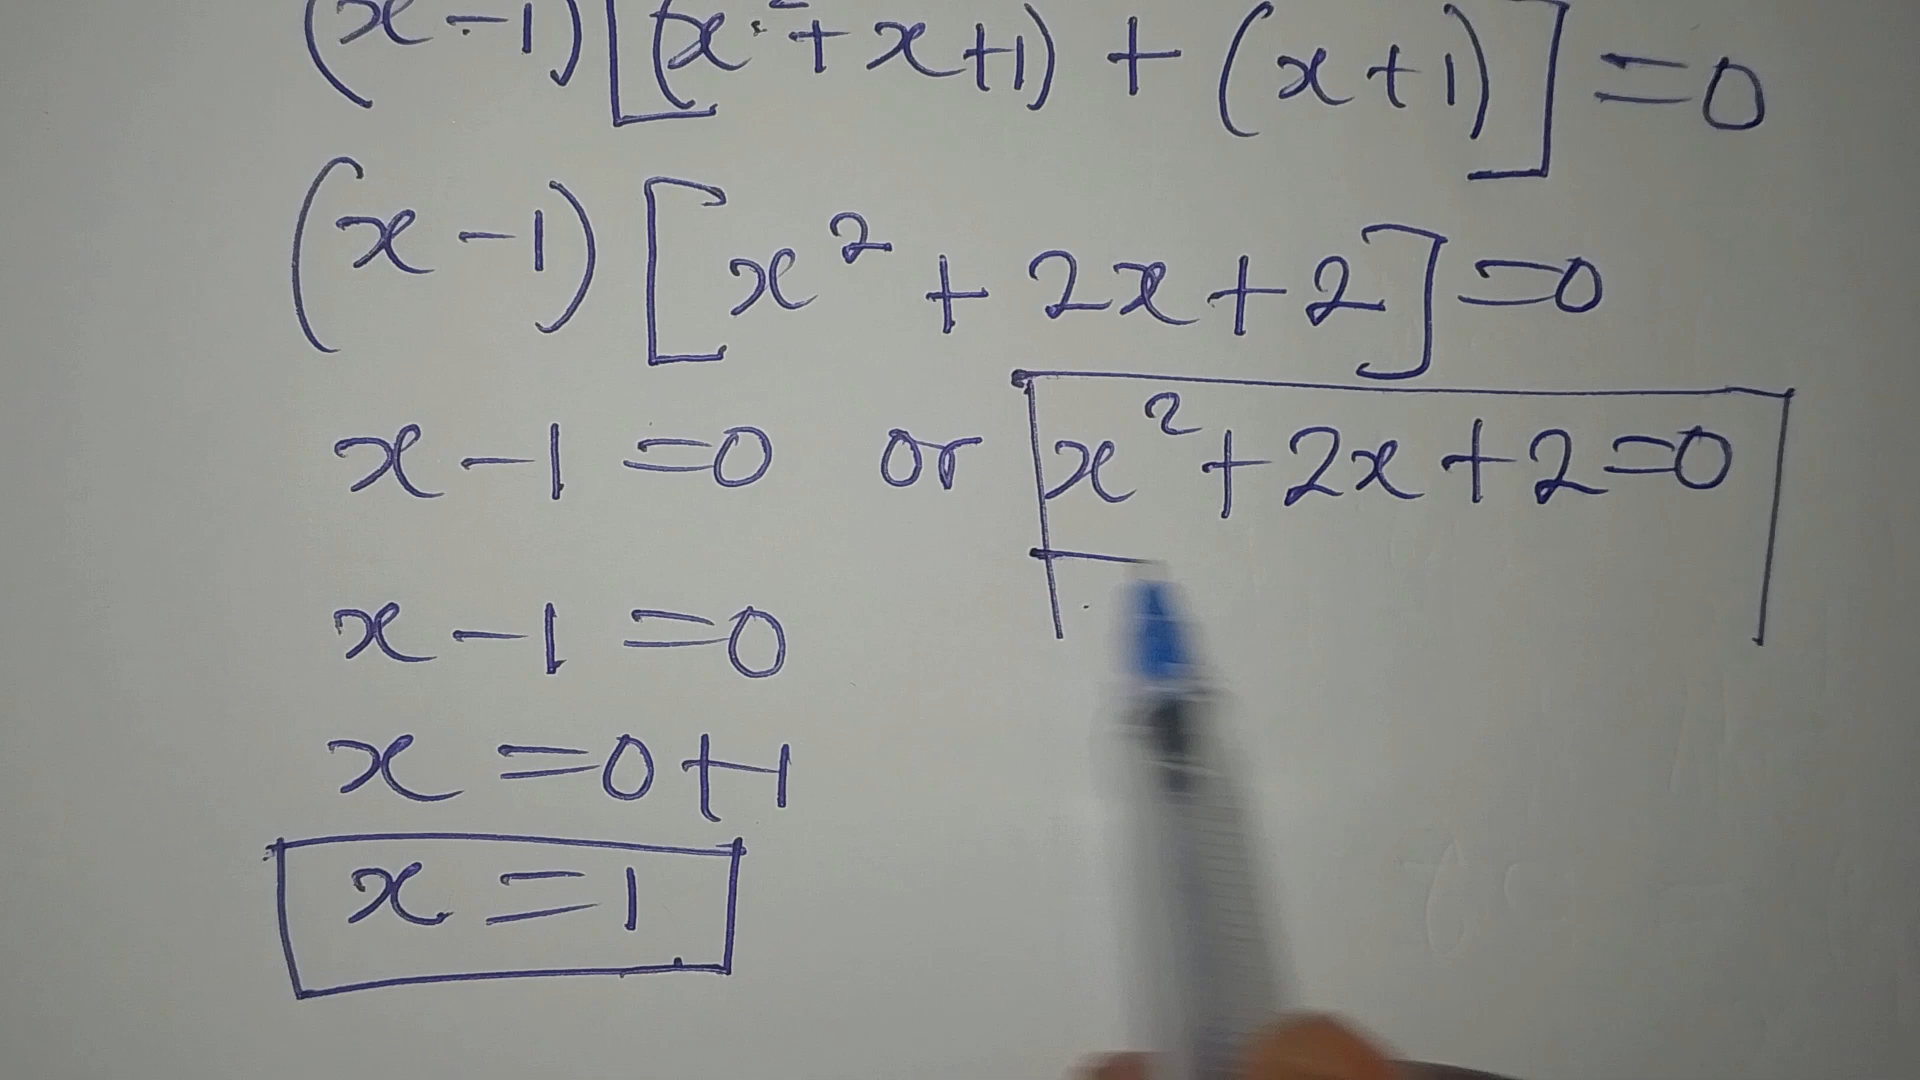 (x-1)[(x²+x+1)+(x+1)]=0
(x-1)[x²+2x+2]=0
x-1=0 or x²+2x+2=0
x-1=0
x=0+1
x=1